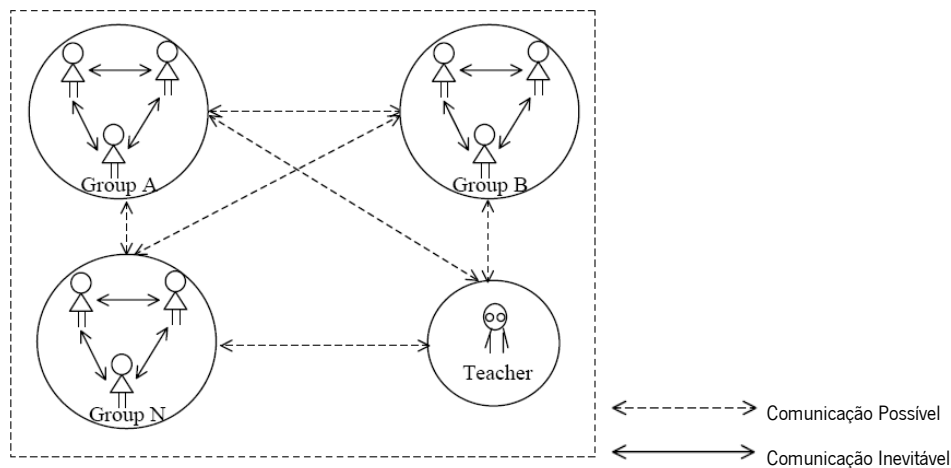 Group A
Group B
Group N
Teacher
Comunicação Possível
Comunicação Inevitável